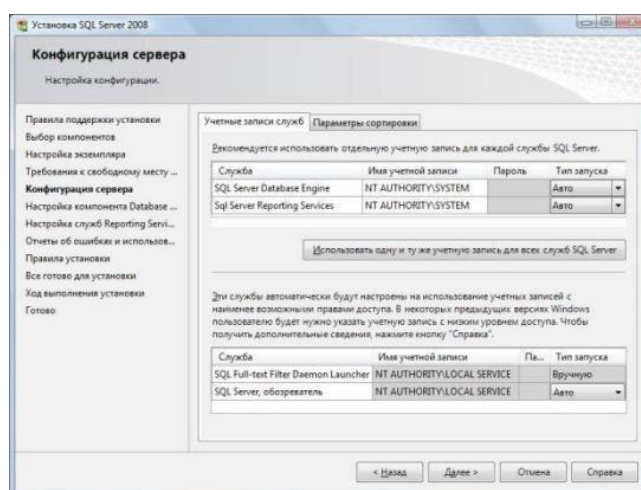 Установка SQL Server 2008
Конфигурация сервера
Настройка конфигурации.
Правила поддержки установки
Выбор компонентов
Настройка экземпляра
Требования к свободному месту ...
Конфигурация сервера
Настройка компонента Database ...
Настройка служб Reporting Servi...
Отчеты об ошибках и использов...
Правила установки
Все готово для установки
Ход выполнения установки
Готово
Учетные записи служб Параметры сортировки
Рекомендуется использовать отдельную учетную запись для каждой службы SQL Server.
Служба Имя учетной записи Пароль Тип запуска
SQL Server Database Engine NT AUTHORITY\SYSTEM Авто
Sql Server Reporting Services NT AUTHORITY\SYSTEM Авто
Использовать одну и ту же учетную запись для всех служб SQL Server
Эти службы автоматически будут настроены на использование учетных записей с
наименее возможными правами доступа. В некоторых предыдущих версиях Windows
пользователю будет нужно указать учетную запись с низким уровнем доступа. Чтобы
получить дополнительные сведения, нажмите кнопку "Справка".
Служба Имя учетной записи Па... Тип запуска
SQL Full-text Filter Daemon Launcher NT AUTHORITY\LOCAL SERVICE Вручную
SQL Server, обозреватель NT AUTHORITY\LOCAL SERVICE Авто
< Назад Далее > Отмена Справка